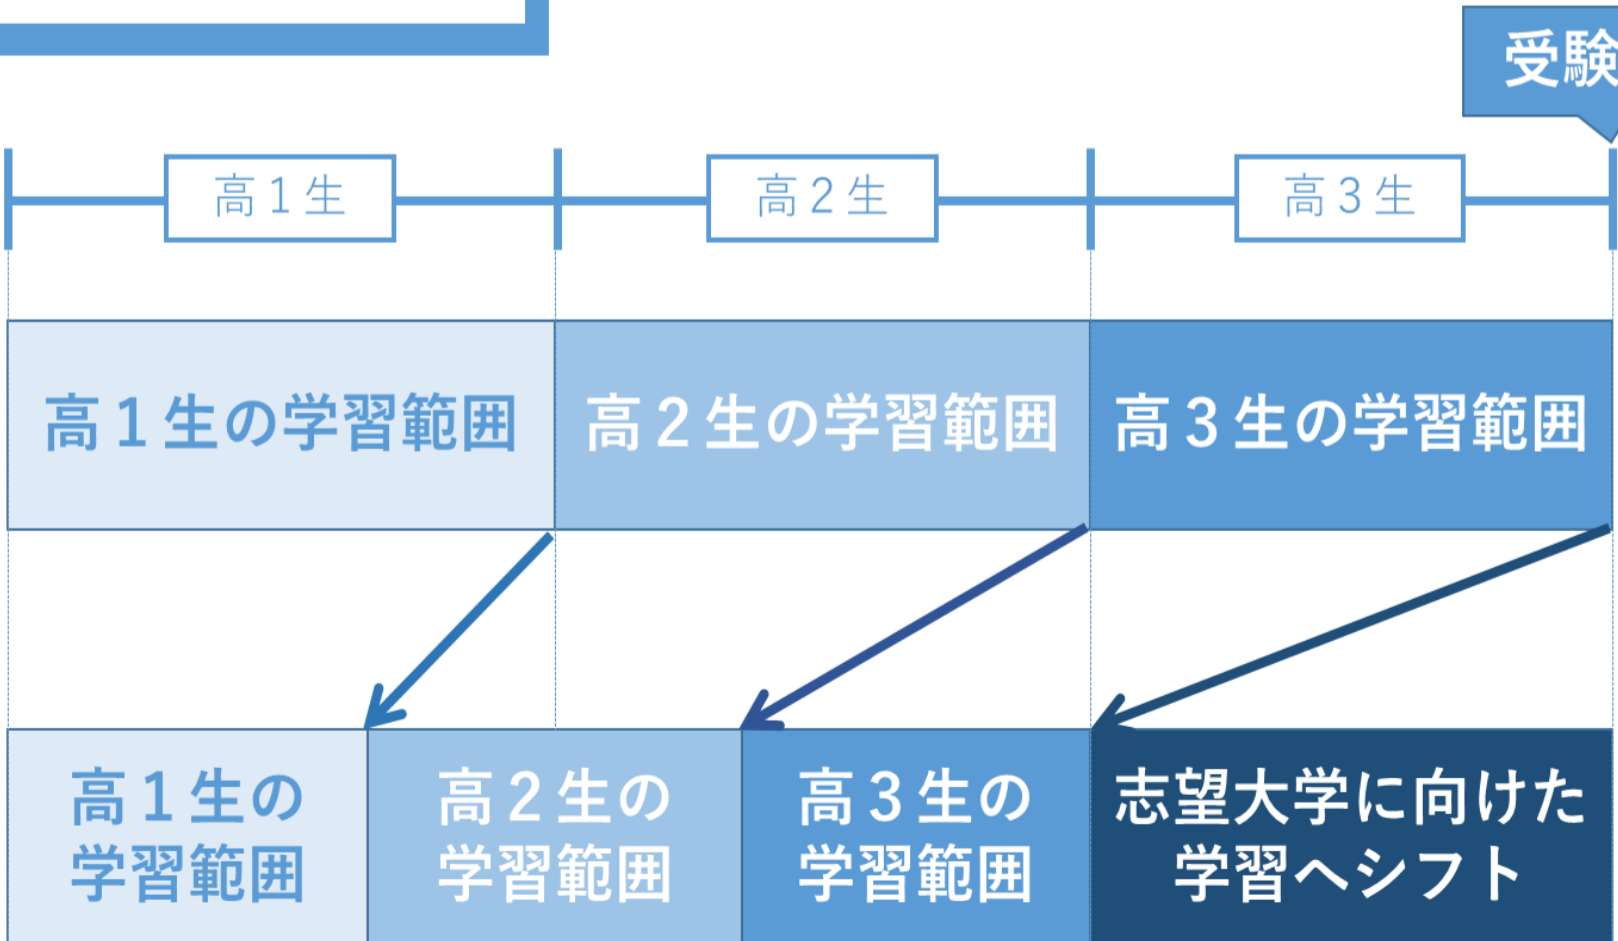 受験
高１生
高２生
高３生
高１生の学習範囲
高２生の学習範囲
高３生の学習範囲
高１生の
学習範囲
高２生の
学習範囲
高３生の
学習範囲
志望大学に向けた
学習へシフト